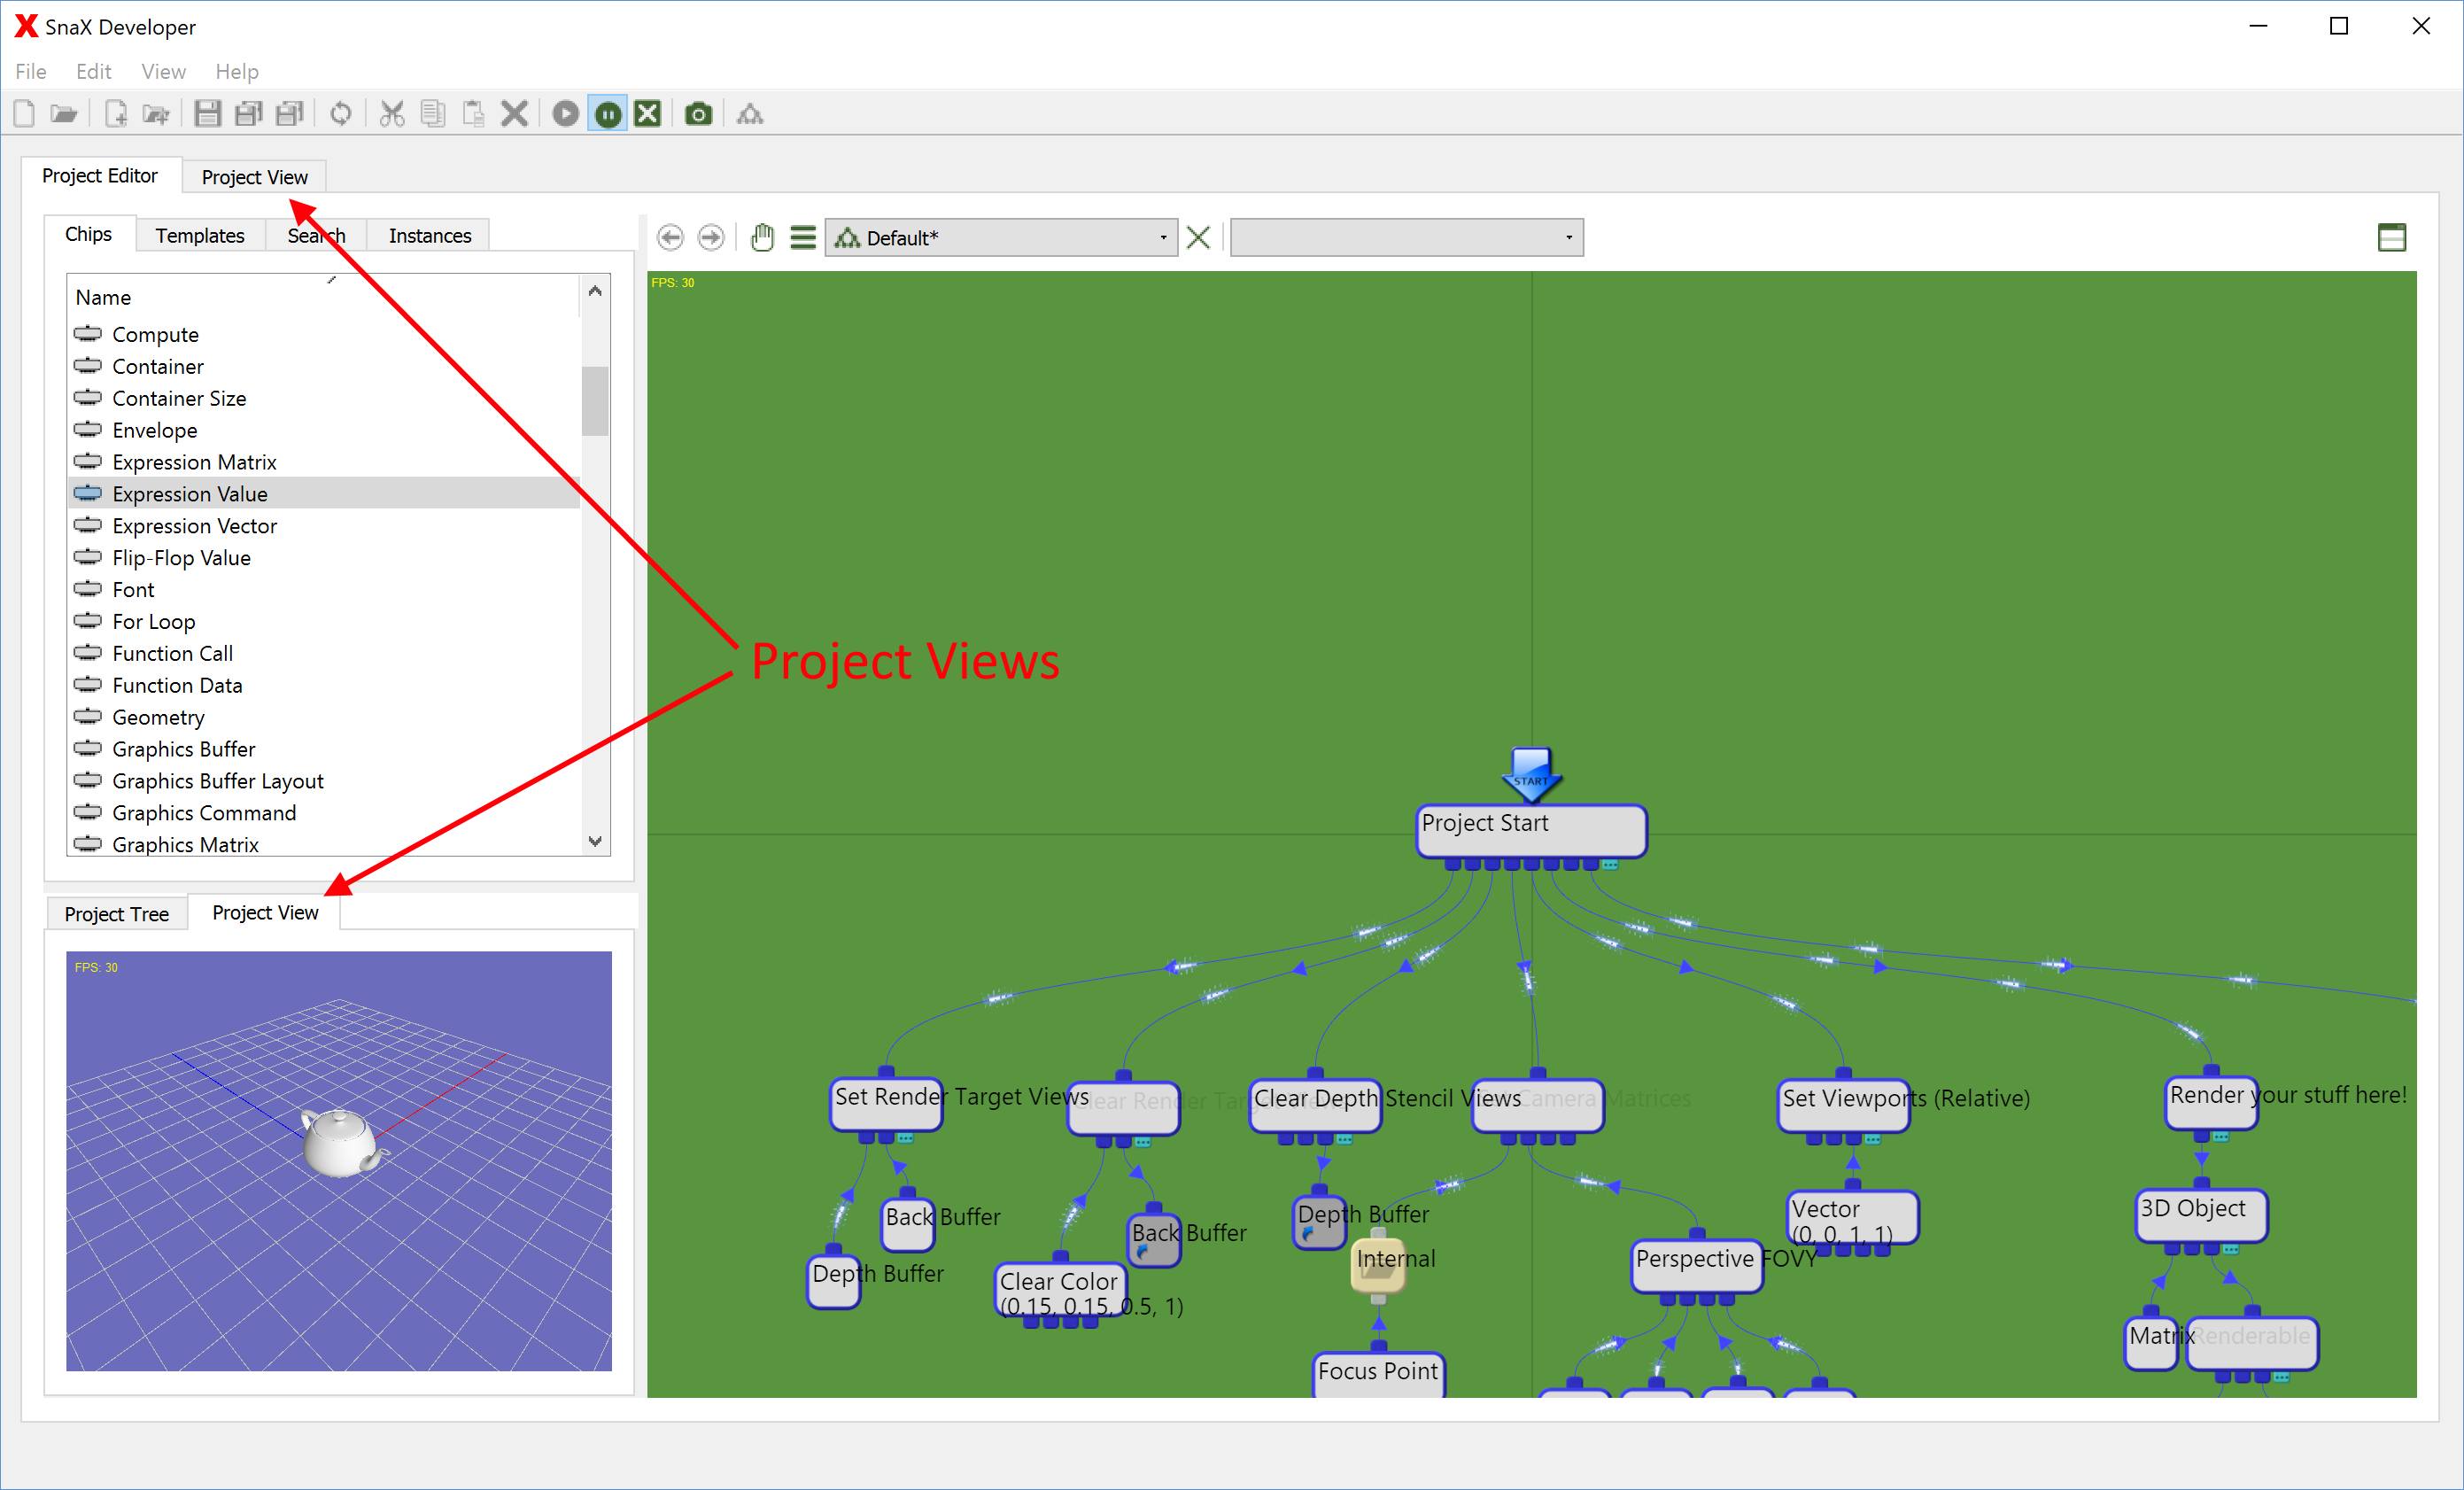 SnaX Developer
File Edit View Help
Project Editor Project View
Chips Templates Search Instances
Default*
Name
Compute
Container
Container Size
Envelope
Expression Matrix
Expression Value
Expression Vector
Flip-Flop Value
Font
For Loop
Function Call
Function Data
Geometry
Graphics Buffer
Graphics Buffer Layout
Graphics Command
Graphics Matrix
Project Tree Project View
FPS: 30
FPS: 30
Project Views
START
Project Start
Set Render Target Views
Clear Render Target Views
Clear Depth Stencil Views
Camera Matrices
Set Viewports (Relative)
Render your stuff here!
Back Buffer
Depth Buffer
Back Buffer
Clear Color
(0.15, 0.15, 0.5, 1)
Depth Buffer
Internal
Focus Point
Perspective FOVY
Vector
(0, 0, 1, 1)
3D Object
Matrix
Renderable